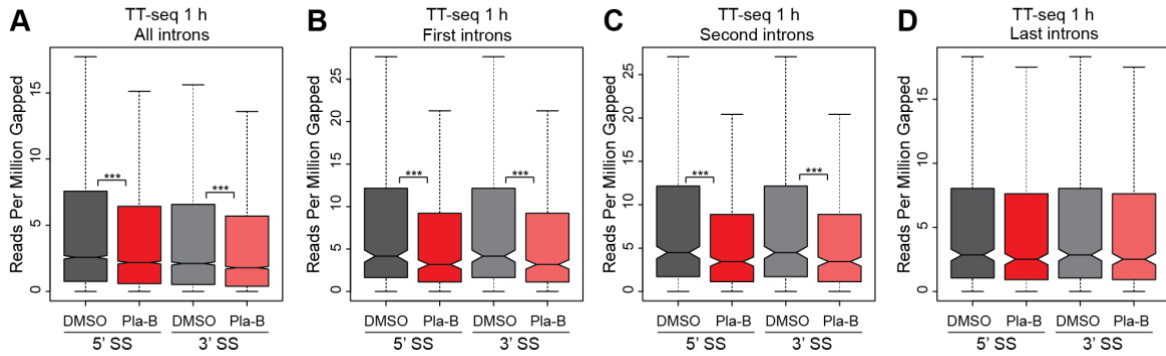 A
TT-seq 1 h
All introns
Reads Per Million Gapped
15
10
5
0
***
***
DMSO Pla-B DMSO Pla-B
5' SS 3' SS
B
TT-seq 1 h
First introns
Reads Per Million Gapped
25
20
15
10
5
0
***
***
DMSO Pla-B DMSO Pla-B
5' SS 3' SS
C
TT-seq 1 h
Second introns
Reads Per Million Gapped
25
20
15
10
5
0
***
***
DMSO Pla-B DMSO Pla-B
5' SS 3' SS
D
TT-seq 1 h
Last introns
Reads Per Million Gapped
15
10
5
0
DMSO Pla-B DMSO Pla-B
5' SS 3' SS